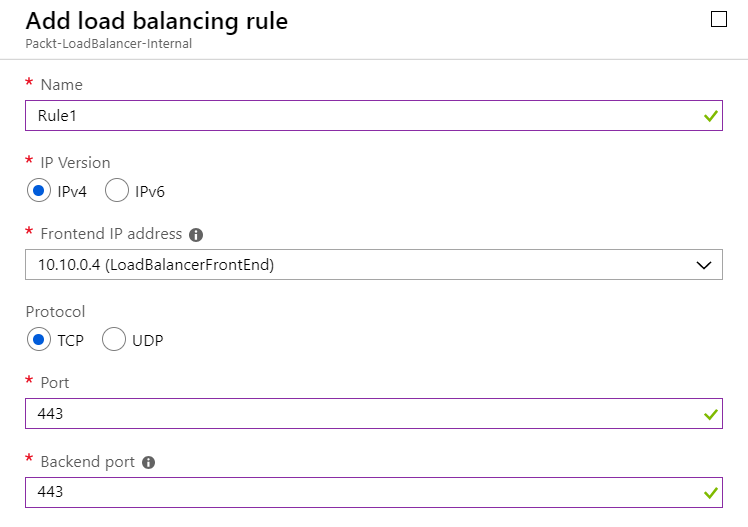 Add load balancing rule
Packt-LoadBalancer-Internal
* Name
Rule1
* IP Version
IPv4 IPv6
* Frontend IP address
10.10.0.4 (LoadBalancerFrontEnd)
Protocol
TCP UDP
* Port
443
* Backend port
443